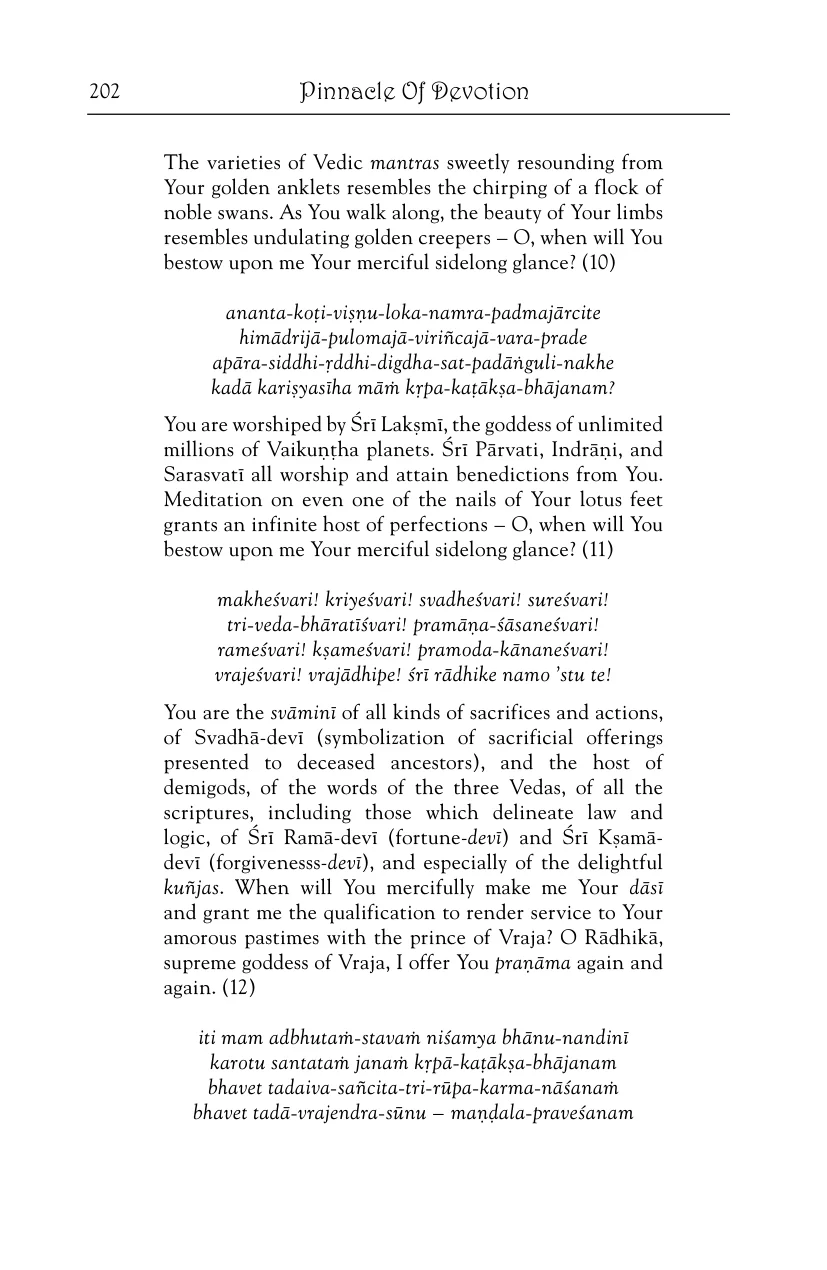 202 Pinnacle Of Devotion
The varieties of Vedic mantras sweetly resounding from
Your golden anklets resembles the chirping of a flock of
noble swans. As You walk along, the beauty of Your limbs
resembles undulating golden creepers – O, when will You
bestow upon me Your merciful sidelong glance? (10)
ananta-koṭi-viṣṇu-loka-namra-padmajārcite
himādrijā-pulomajā-viriñcajā-vara-prade
apāra-siddhi-ṛddhi-digdha-sat-padāṅguli-nakhe
kadā kariṣyasīha māṁ kṛpa-kaṭākṣa-bhājanam?
You are worshiped by Śrī Lakṣmī, the goddess of unlimited
millions of Vaikuṇṭha planets. Śrī Pārvati, Indrāṇi, and
Sarasvatī all worship and attain benedictions from You.
Meditation on even one of the nails of Your lotus feet
grants an infinite host of perfections – O, when will You
bestow upon me Your merciful sidelong glance? (11)
makheśvari! kriyeśvari! svadheśvari! sureśvari!
tri-veda-bhāratīśvari! pramāṇa-śāsaneśvari!
rameśvari! kṣameśvari! pramoda-kānaneśvari!
vrajeśvari! vrajādhipe! śrī rādhike namo ’stu te!
You are the svāminī of all kinds of sacrifices and actions,
of Svadhā-devī (symbolization of sacrificial offerings
presented to deceased ancestors), and the host of
demigods, of the words of the three Vedas, of all the
scriptures, including those which delineate law and
logic, of Śrī Ramā-devī (fortune-devī) and Śrī Kṣamā-
devī (forgivenesss-devī), and especially of the delightful
kuñjas. When will You mercifully make me Your dāsī
and grant me the qualification to render service to Your
amorous pastimes with the prince of Vraja? O Rādhikā,
supreme goddess of Vraja, I offer You praṇāma again and
again. (12)
iti mam adbhutaṁ-stavaṁ niśamya bhānu-nandinī
karotu santataṁ janaṁ kṛpā-kaṭākṣa-bhājanam
bhavet tadaiva-sañcita-tri-rūpa-karma-nāśanaṁ
bhavet tadā-vrajendra-sūnu – maṇḍala-praveśanam